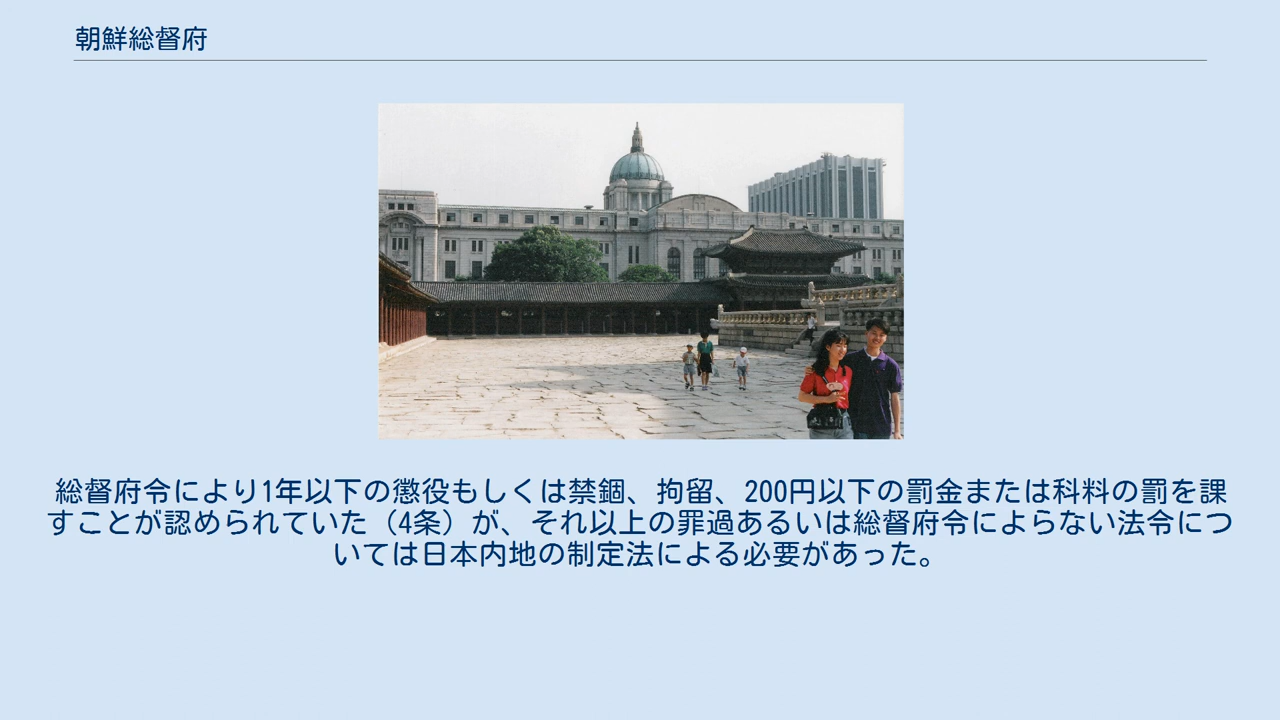 朝鮮総督府
総督府令により1年以下の懲役もしくは禁錮、拘留、200円以下の罰金または科料の罰を課
すことが認められていた（4条）が、それ以上の罪過あるいは総督府令によらない法令につ
いては日本内地の制定法による必要があった。